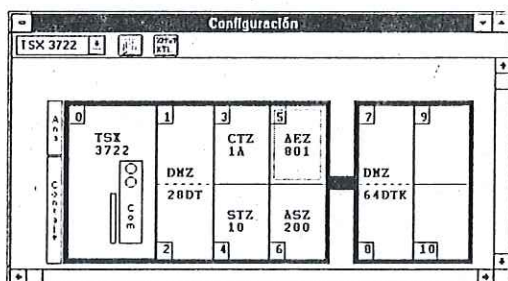 Configuración
TSX 3722
0
TSX
3722
Com
1
DMZ
28DT
2
3
CTZ
1A
STZ
10
4
5
AEZ
801
ASZ
200
6
7
DMZ
64DTK
8
9
10